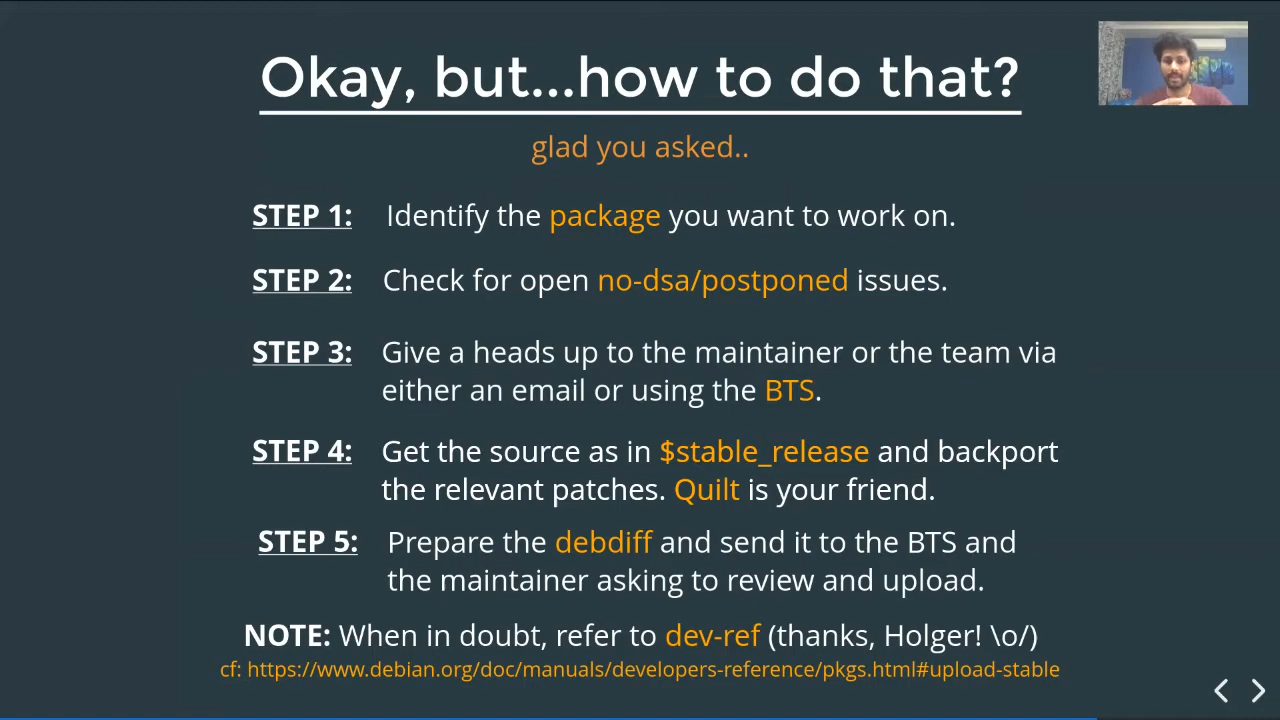 Okay, but...how to do that?
glad you asked..
STEP 1: Identify the package you want to work on.
STEP 2: Check for open no-dsa/postponed issues.
STEP 3: Give a heads up to the maintainer or the team via
either an email or using the BTS.
STEP 4: Get the source as in $stable_release and backport
the relevant patches. Quilt is your friend.
STEP 5: Prepare the debdiff and send it to the BTS and
the maintainer asking to review and upload.
NOTE: When in doubt, refer to dev-ref (thanks, Holger! \o/)
cf: https://www.debian.org/doc/manuals/developers-reference/pkgs.html#upload-stable